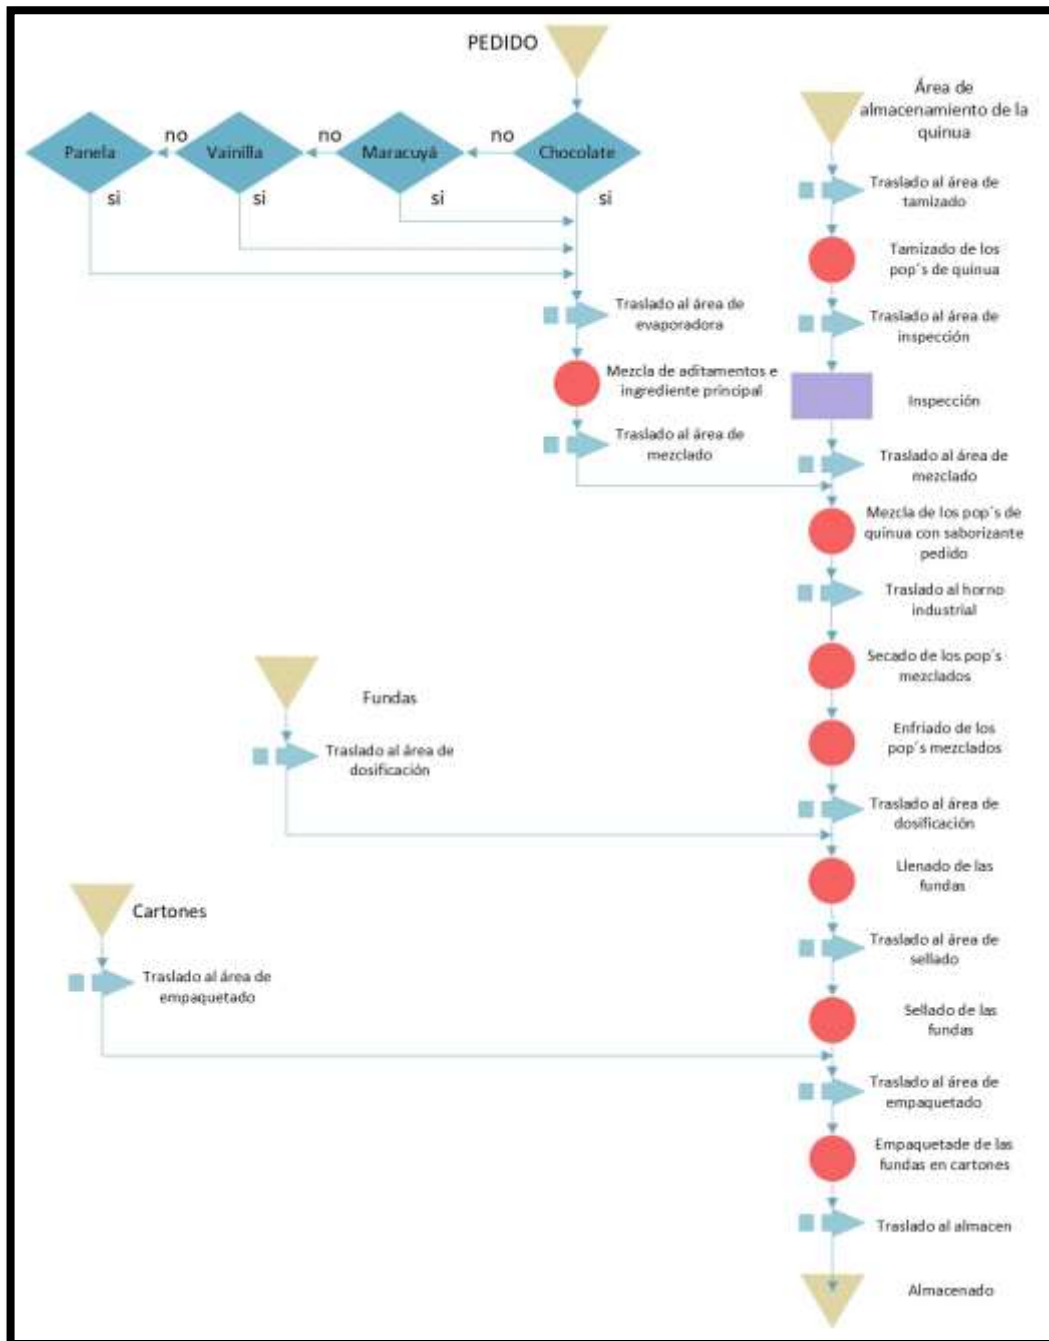 PEDIDO
Área de
almacenamiento de la
quinua
Panela
no
Vainilla
no
Maracuyá
no
Chocolate
si
si
si
si
Traslado al área de
tamizado
Tamizado de los
pop´s de quinua
Traslado al área de
evaporadora
Traslado al área de
inspección
Mezcla de aditamentos e
ingrediente principal
Inspección
Traslado al área de
mezclado
Traslado al área de
mezclado
Mezcla de los pop´s de
quinua con saborizante
pedido
Traslado al horno
industrial
Secado de los pop´s
mezclados
Fundas
Enfriado de los
pop´s mezclados
Traslado al área de
dosificación
Traslado al área de
dosificación
Llenado de las
fundas
Cartones
Traslado al área de
sellado
Traslado al área de
empaquetado
Sellado de las
fundas
Traslado al área de
empaquetado
Empaquetade de las
fundas en cartones
Traslado al almacen
Almacenado